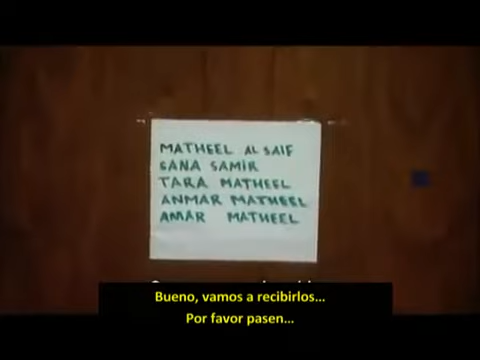 MATHEEL AL SAIF
SANA SAMIR
TARA MATHEEL
ANMAR MATHEEL
AMAR MATHEEL
Bueno, vamos a recibirlos...
Por favor pasen...